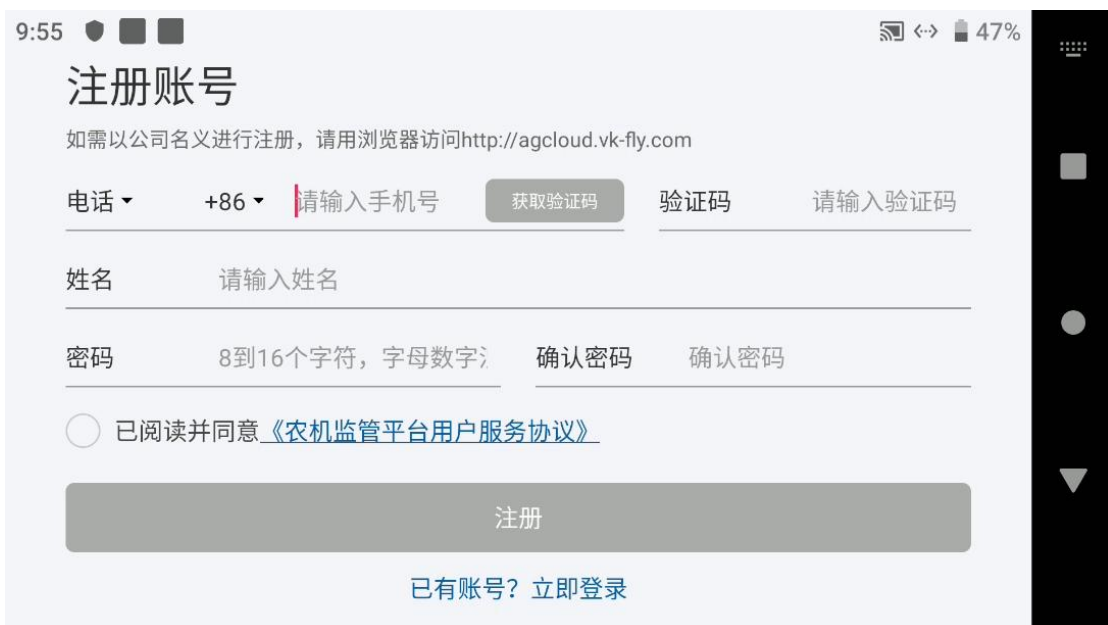 9:55 47%
注册账号
如需以公司名义进行注册，请用浏览器访问http://agcloud.vk-fly.com
电话 +86 请输入手机号 获取验证码 验证码 请输入验证码
姓名 请输入姓名
密码 8到16个字符，字母数字 确认密码 确认密码
已阅读并同意《农机监管平台用户服务协议》
注册
已有账号？立即登录